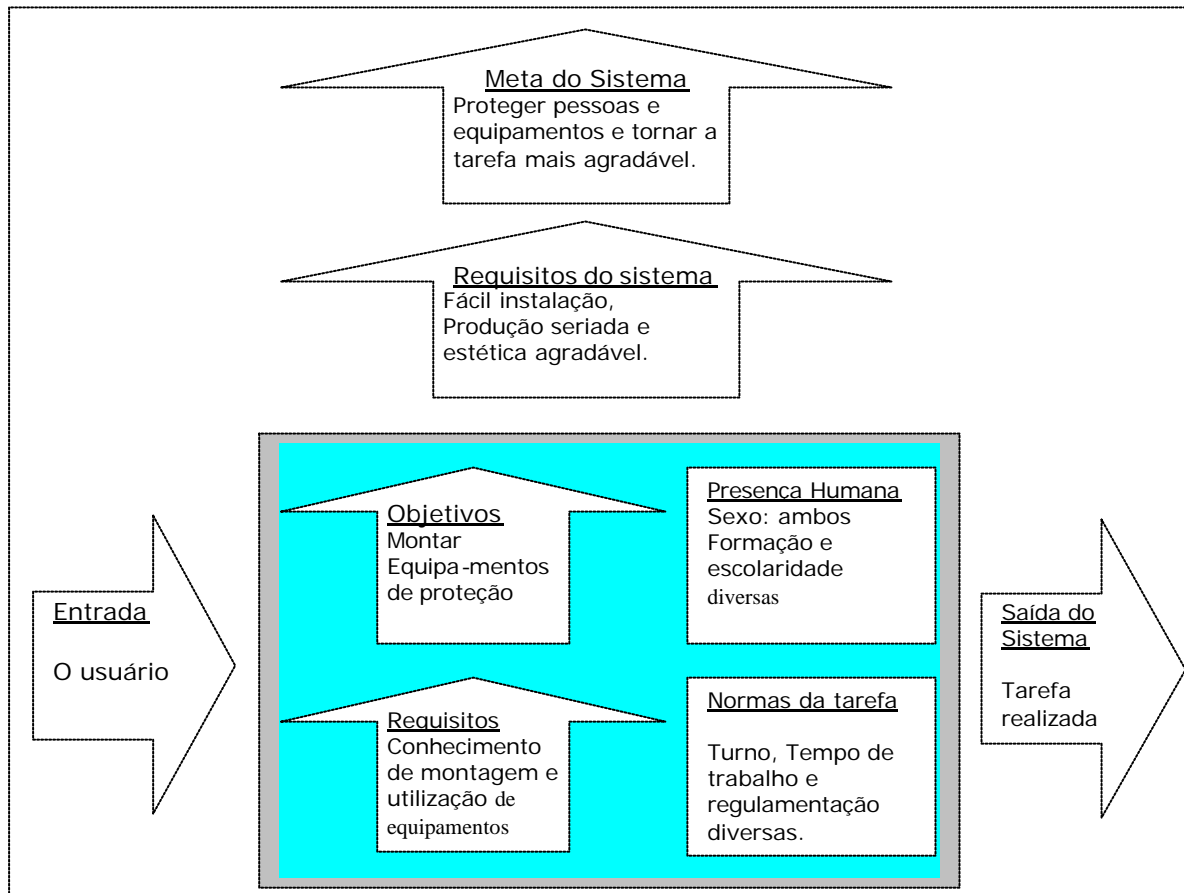 Meta do Sistema
Proteger pessoas e
equipamentos e tornar a
tarefa mais agradável.
Requisitos do sistema
Fácil instalação,
Produção seriada e
estética agradável.
Entrada
O usuário
Objetivos
Montar
Equipa-mentos
de proteção
Presença Humana
Sexo: ambos
Formação e
escolaridade
diversas
Requisitos
Conhecimento
de montagem e
utilização de
equipamentos
Normas da tarefa
Turno, Tempo de
trabalho e
regulamentação
diversas.
Saída do
Sistema
Tarefa
realizada